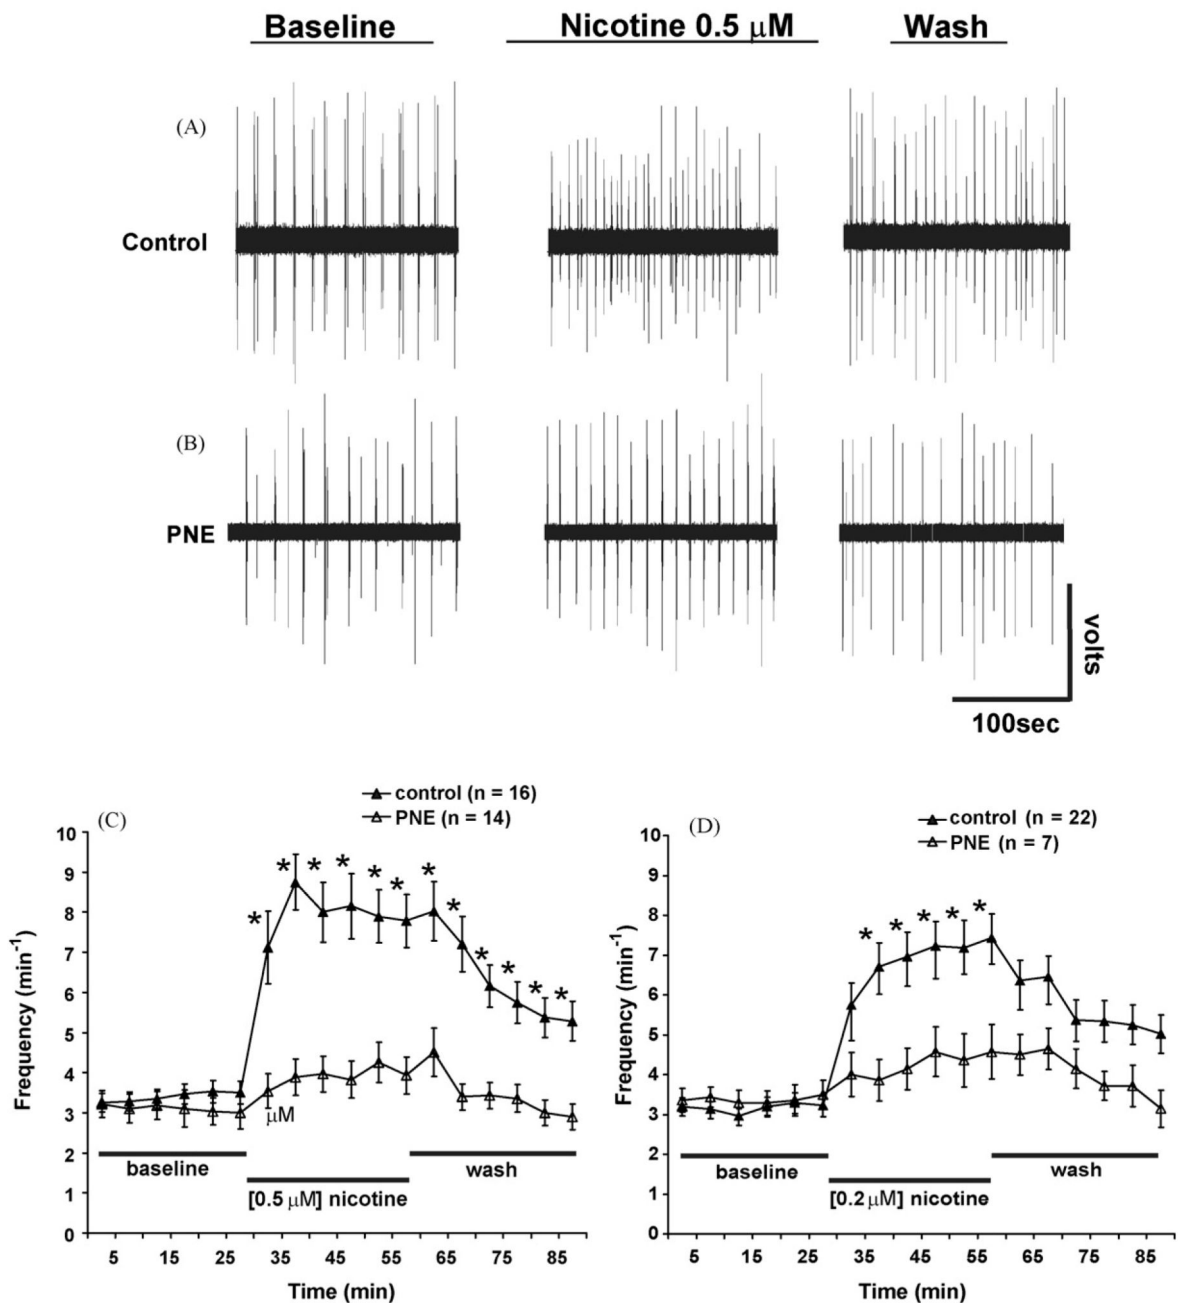 Baseline Nicotine 0.5 μM Wash
(A)
Control
(B)
PNE
volts
100sec
(C)
control (n = 16)
PNE (n = 14)
Frequency (min-1)
10
9
8
7
6
5
4
3
2
1
0
* * * * * * * * * * * *
μM
baseline
[0.5 μM] nicotine
wash
5 15 25 35 45 55 65 75 85
Time (min)
(D)
control (n = 22)
PNE (n = 7)
Frequency (min-1)
10
9
8
7
6
5
4
3
2
1
0
* * * * *
baseline
[0.2 μM] nicotine
wash
5 15 25 35 45 55 65 75 85
Time (min)